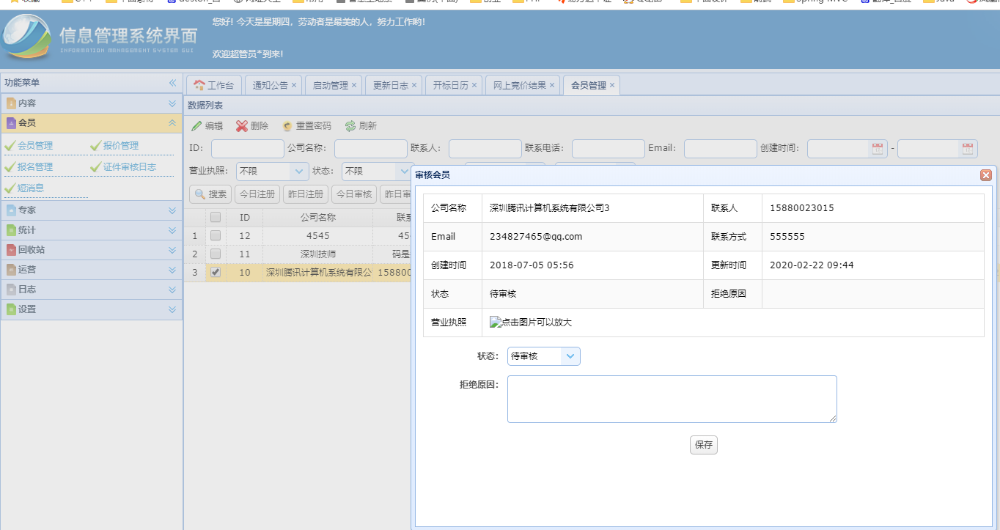 您好! 今天是星期四，劳动者是最美的人，努力工作哟!
信息管理系统界面
INFORMATION MANAGEMENT SYSTEM GUI
欢迎超管员*到来!
功能菜单
内容
会员
会员管理 报价管理
报名管理 证件审核日志
短消息
专家
统计
回收站
运营
日志
设置
工作台 通知公告 × 启动管理 × 更新日志 × 开标日历 × 网上竞价结果 × 会员管理 ×
数据列表
编辑 删除 重置密码 刷新
ID: 公司名称: 联系人: 联系电话: Email: 创建时间: -
营业执照: 不限 状态: 不限
搜索 今日注册 昨日注册 今日审核 昨日审
ID 公司名称 联系
1 12 4545 45
2 11 深圳技师 码是
3 10 深圳腾讯计算机系统有限公 158800
审核会员
公司名称 深圳腾讯计算机系统有限公司3 联系人 15880023015
Email 234827465@qq.com 联系方式 555555
创建时间 2018-07-05 05:56 更新时间 2020-02-22 09:44
状态 待审核 拒绝原因
营业执照 点击图片可以放大
状态: 待审核
拒绝原因:
保存